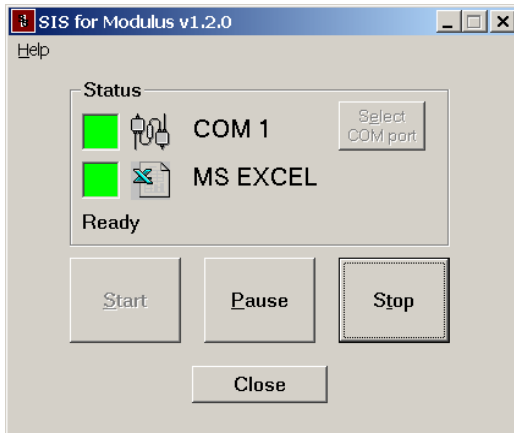 SIS for Modulus v1.2.0
Help
Status
COM 1
Select
COM port
MS EXCEL
Ready
Start
Pause
Stop
Close